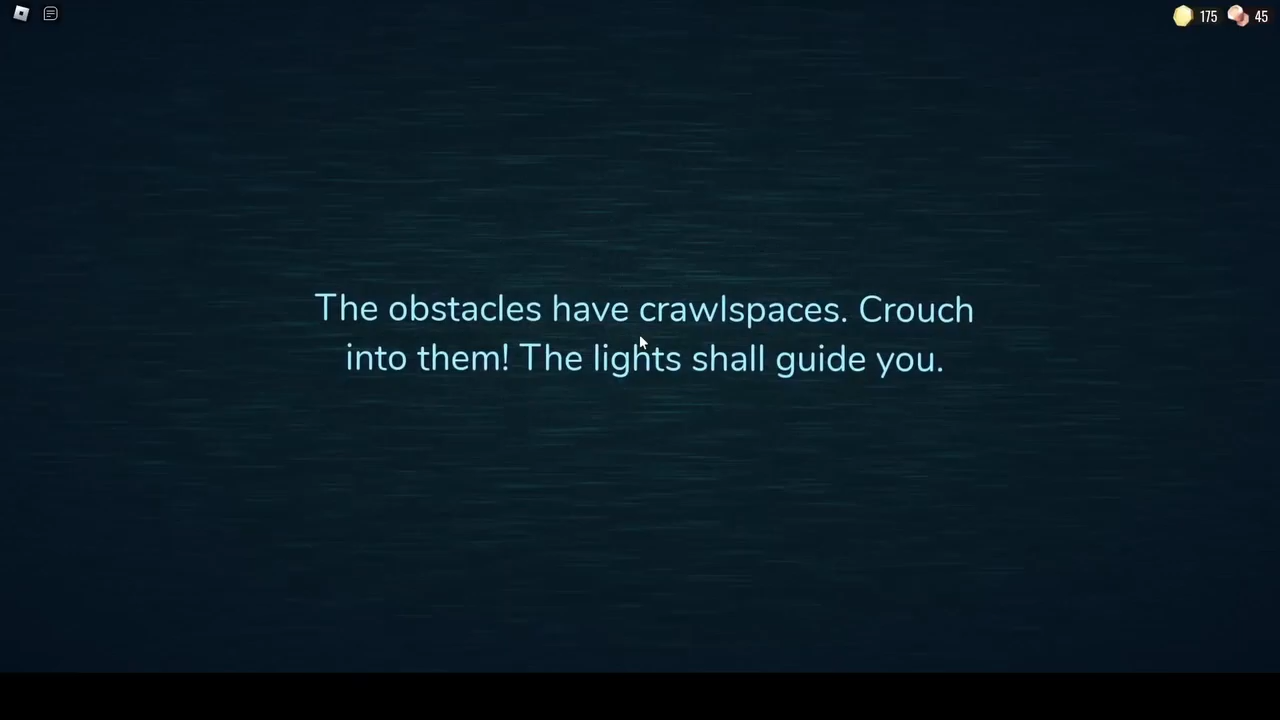 175 45
The obstacles have crawlspaces. Crouch
into them! The lights shall guide you.